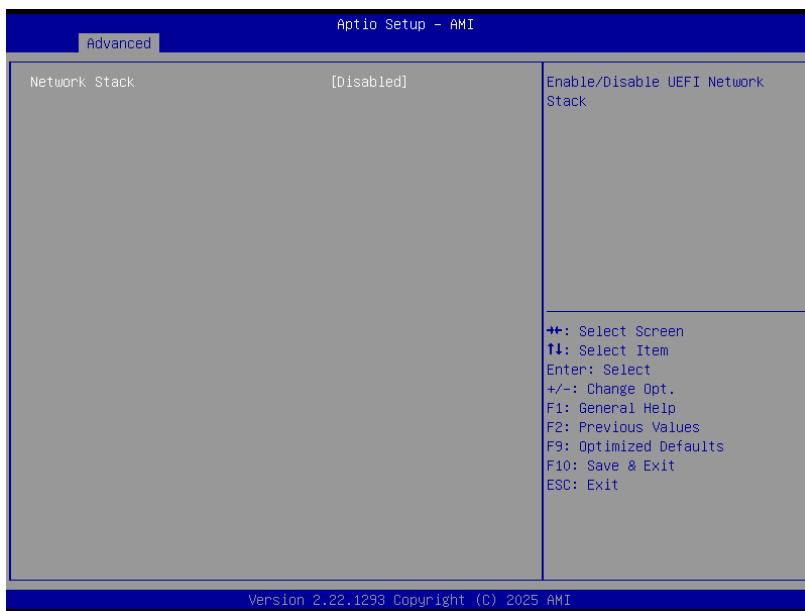 Aptio Setup - AMI
Advanced
Network Stack [Disabled]
Enable/Disable UEFI Network
Stack
→←: Select Screen
↑↓: Select Item
Enter: Select
+/-: Change Opt.
F1: General Help
F2: Previous Values
F9: Optimized Defaults
F10: Save & Exit
ESC: Exit
Version 2.22.1293 Copyright (C) 2025 AMI